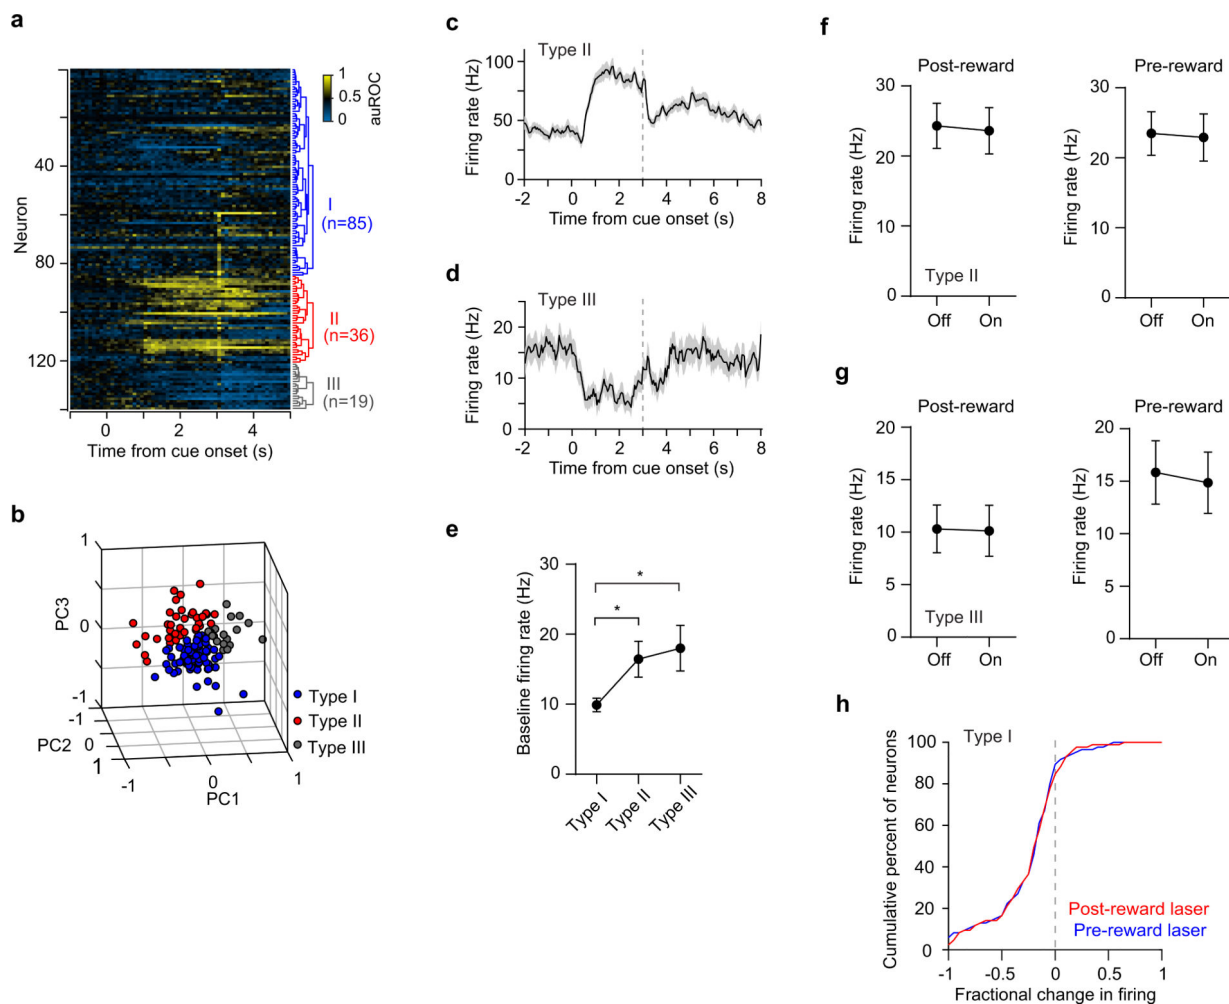 a
1
0.5
0
auROC
40
80
120
Neuron
I
(n=85)
II
(n=36)
III
(n=19)
0
2
4
Time from cue onset (s)
b
1
0
-1
PC3
-1
0
1
PC2
-1
0
1
PC1
Type I
Type II
Type III
c
Type II
100
50
0
Firing rate (Hz)
-2
0
2
4
6
8
Time from cue onset (s)
d
Type III
20
15
10
5
0
Firing rate (Hz)
-2
0
2
4
6
8
Time from cue onset (s)
e
30
20
10
0
Baseline firing rate (Hz)
*
*
Type I
Type II
Type III
f
Post-reward
30
20
10
0
Firing rate (Hz)
Type II
Off
On
Pre-reward
30
20
10
0
Firing rate (Hz)
Off
On
g
Post-reward
20
15
10
5
0
Firing rate (Hz)
Type III
Off
On
Pre-reward
20
15
10
5
0
Firing rate (Hz)
Off
On
h
Type I
100
80
60
40
20
0
Cumulative percent of neurons
Post-reward laser
Pre-reward laser
-1
-0.5
0
0.5
1
Fractional change in firing